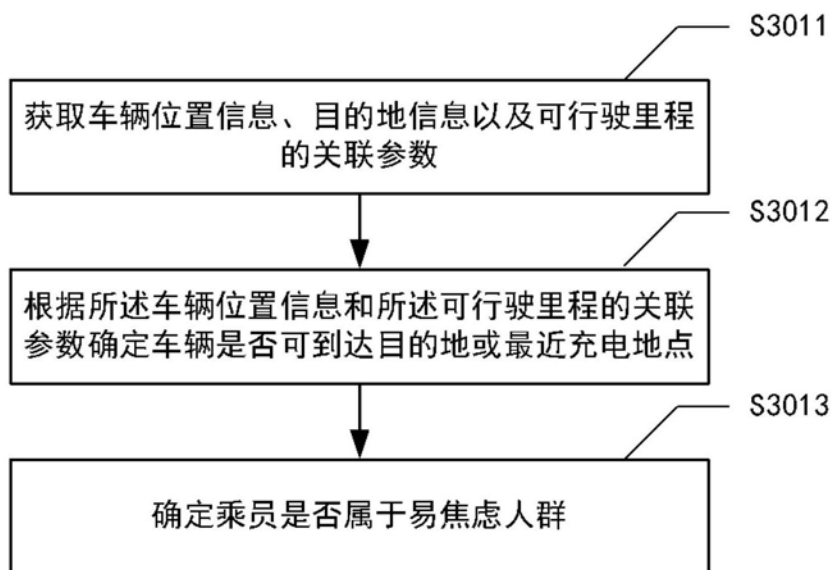 S3011
获取车辆位置信息、目的地信息以及可行驶里程
的关联参数
S3012
根据所述车辆位置信息和所述可行驶里程的关联
参数确定车辆是否可到达目的地或最近充电地点
S3013
确定乘员是否属于易焦虑人群